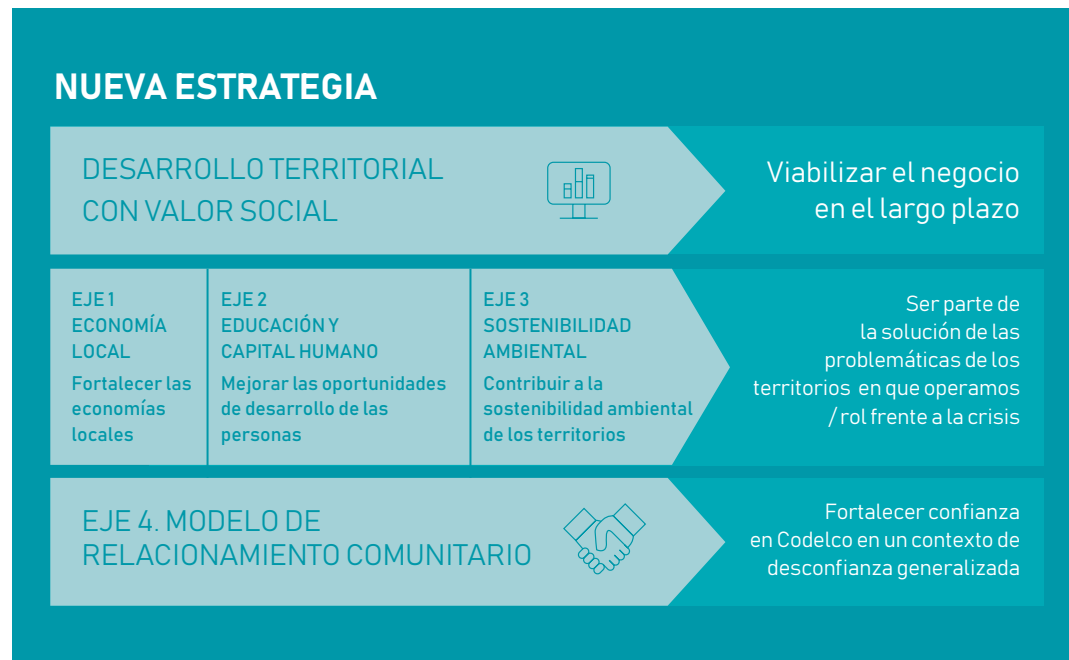 NUEVA ESTRATEGIA
DESARROLLO TERRITORIAL
CON VALOR SOCIAL
Viabilizar el negocio
en el largo plazo
EJE 1
ECONOMÍA
LOCAL
Fortalecer las
economías
locales
EJE 2
EDUCACIÓN Y
CAPITAL HUMANO
Mejorar las oportunidades
de desarrollo de las
personas
EJE 3
SOSTENIBILIDAD
AMBIENTAL
Contribuir a la
sostenibilidad ambiental
de los territorios
Ser parte de
la solución de las
problemáticas de los
territorios en que operamos
/ rol frente a la crisis
EJE 4. MODELO DE
RELACIONAMIENTO COMUNITARIO
Fortalecer confianza
en Codelco en un contexto de
desconfianza generalizada